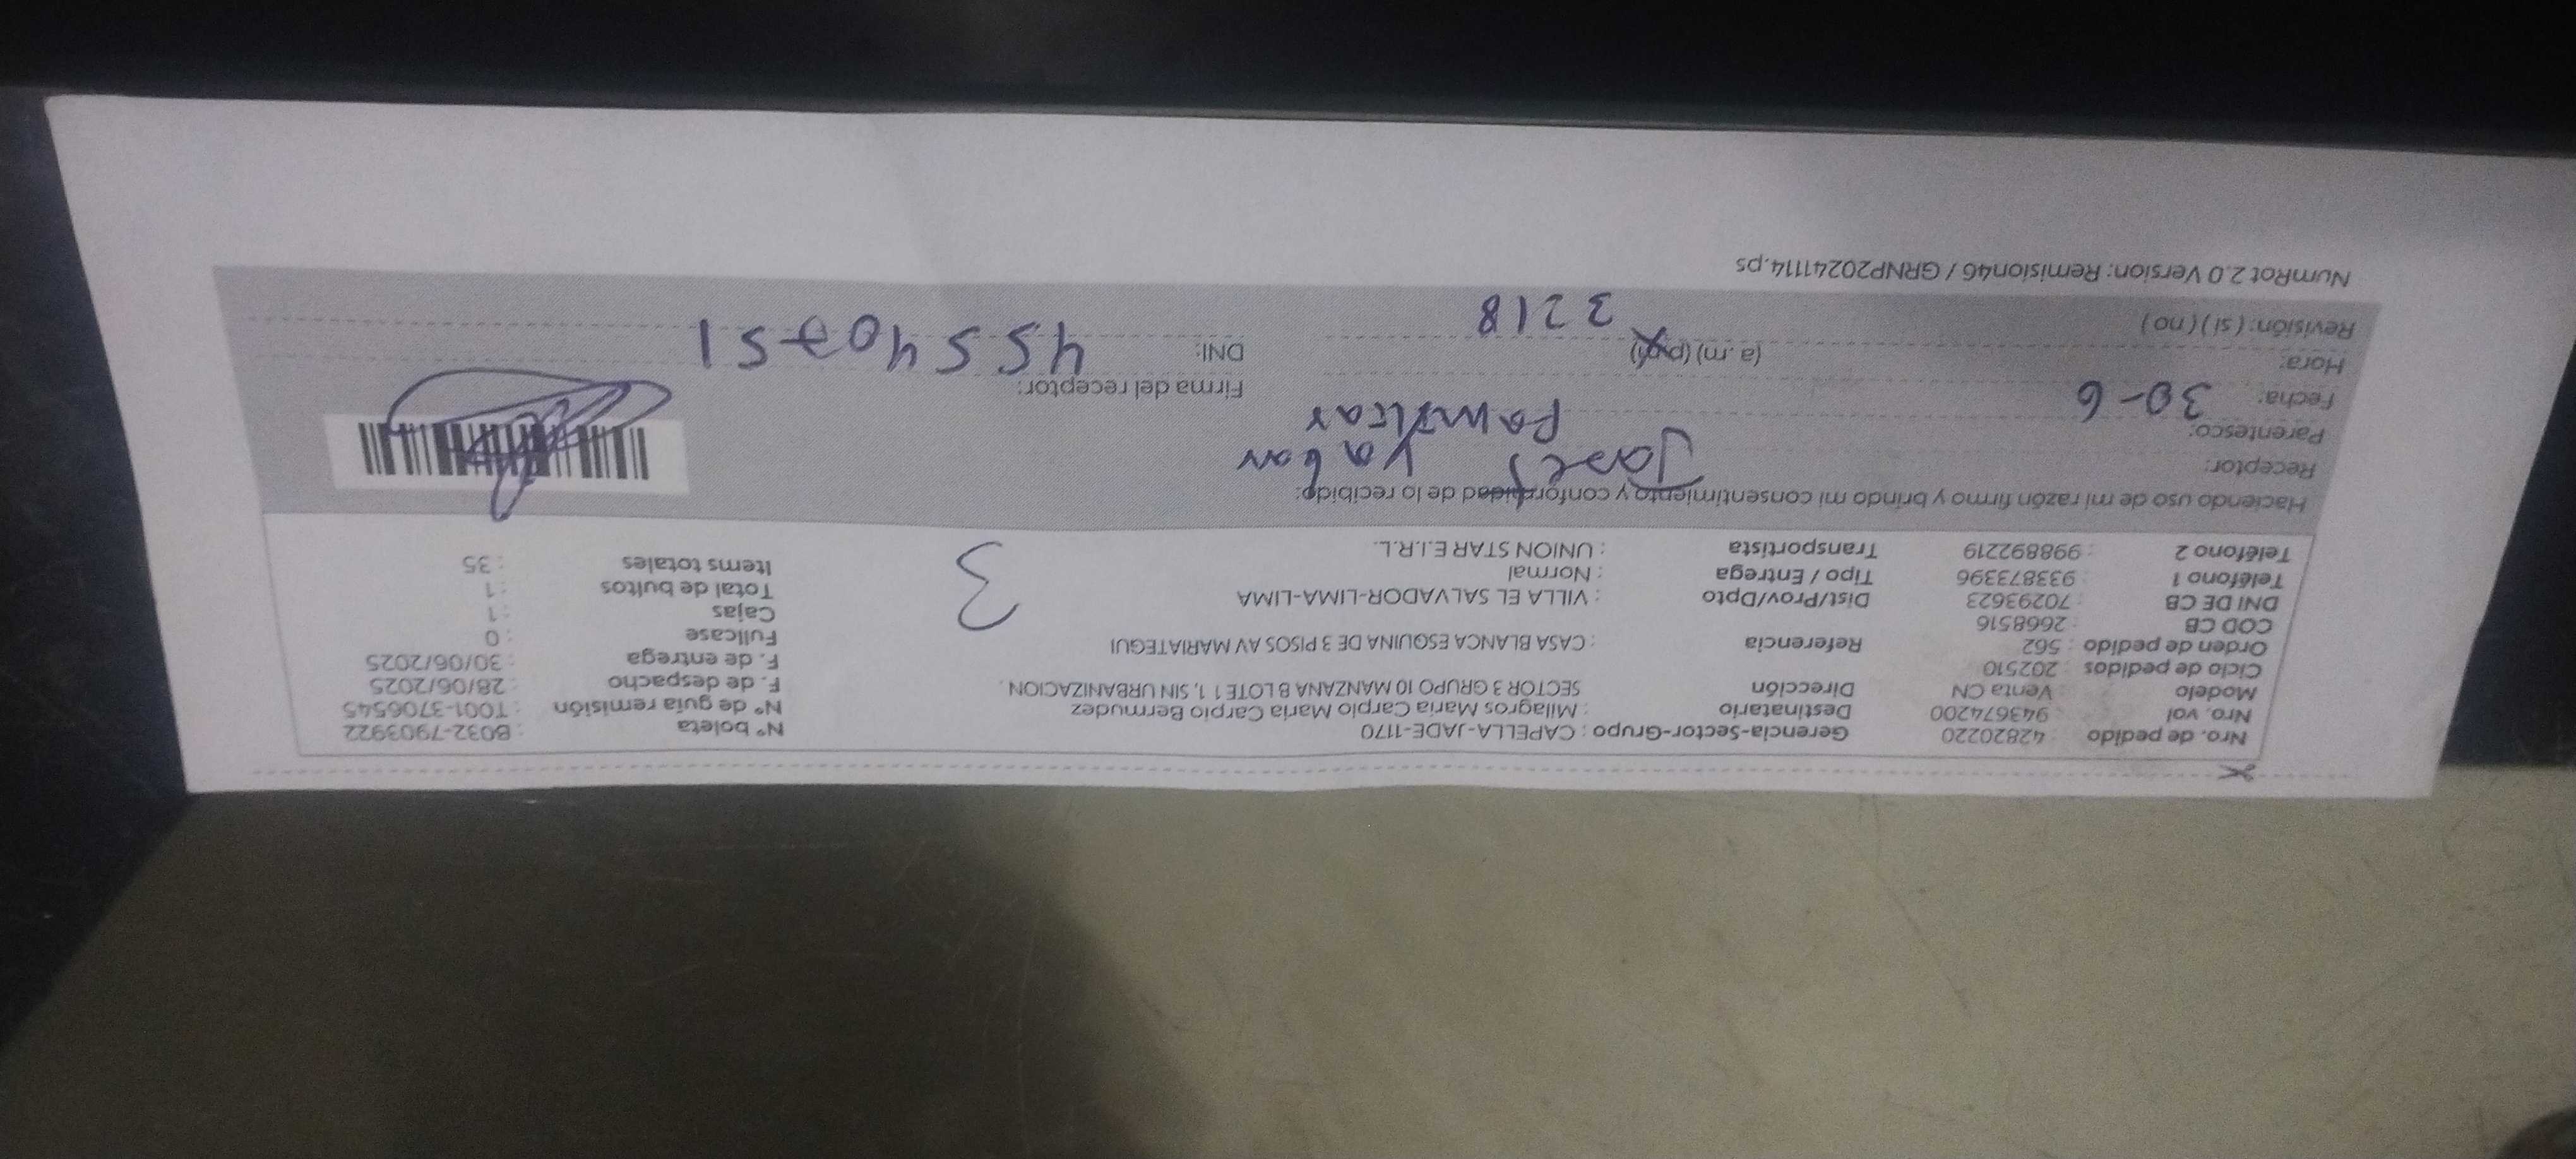 Nro. de pedido : 42820220 Gerencia-Sector-Grupo : CAPELLA-JADE-1170 N° boleta : B032-7903922
Nro. vol : 943674200 Destinatario : Milagros Maria Carpio Maria Carpio Bermudez N° de guía remisión : T001-3706545
Modelo : Venta CN Dirección SECTOR 3 GRUPO 10 MANZANA B LOTE 1 1, SIN URBANIZACION, F. de despacho : 28/06/2025
Ciclo de pedidos : 202510 F. de entrega : 30/06/2025
Orden de pedido : 562 Referencia : CASA BLANCA ESQUINA DE 3 PISOS AV MARIATEGUI Fullcase : 0
COD CB : 2668516 Cajas : 1
DNI DE CB : 70293623 Dist/Prov/Dpto : VILLA EL SALVADOR-LIMA-LIMA 3 Total de bultos : 1
Teléfono 1 : 933873396 Tipo / Entrega : Normal Items totales : 35
Teléfono 2 : 998892219 Transportista : UNION STAR E.I.R.L.
Haciendo uso de mi razón firmo y brindo mi consentimiento y conformidad de lo recibido:
Receptor:
Parentesco: Familiar
Fecha: 30-6 Firma del receptor:
Hora: (a.m) (p.m) DNI: 45540751
Revisión: (sí) (no) 3218
NumRot 2.0 Version: Remision46 / GRNP20241114.ps